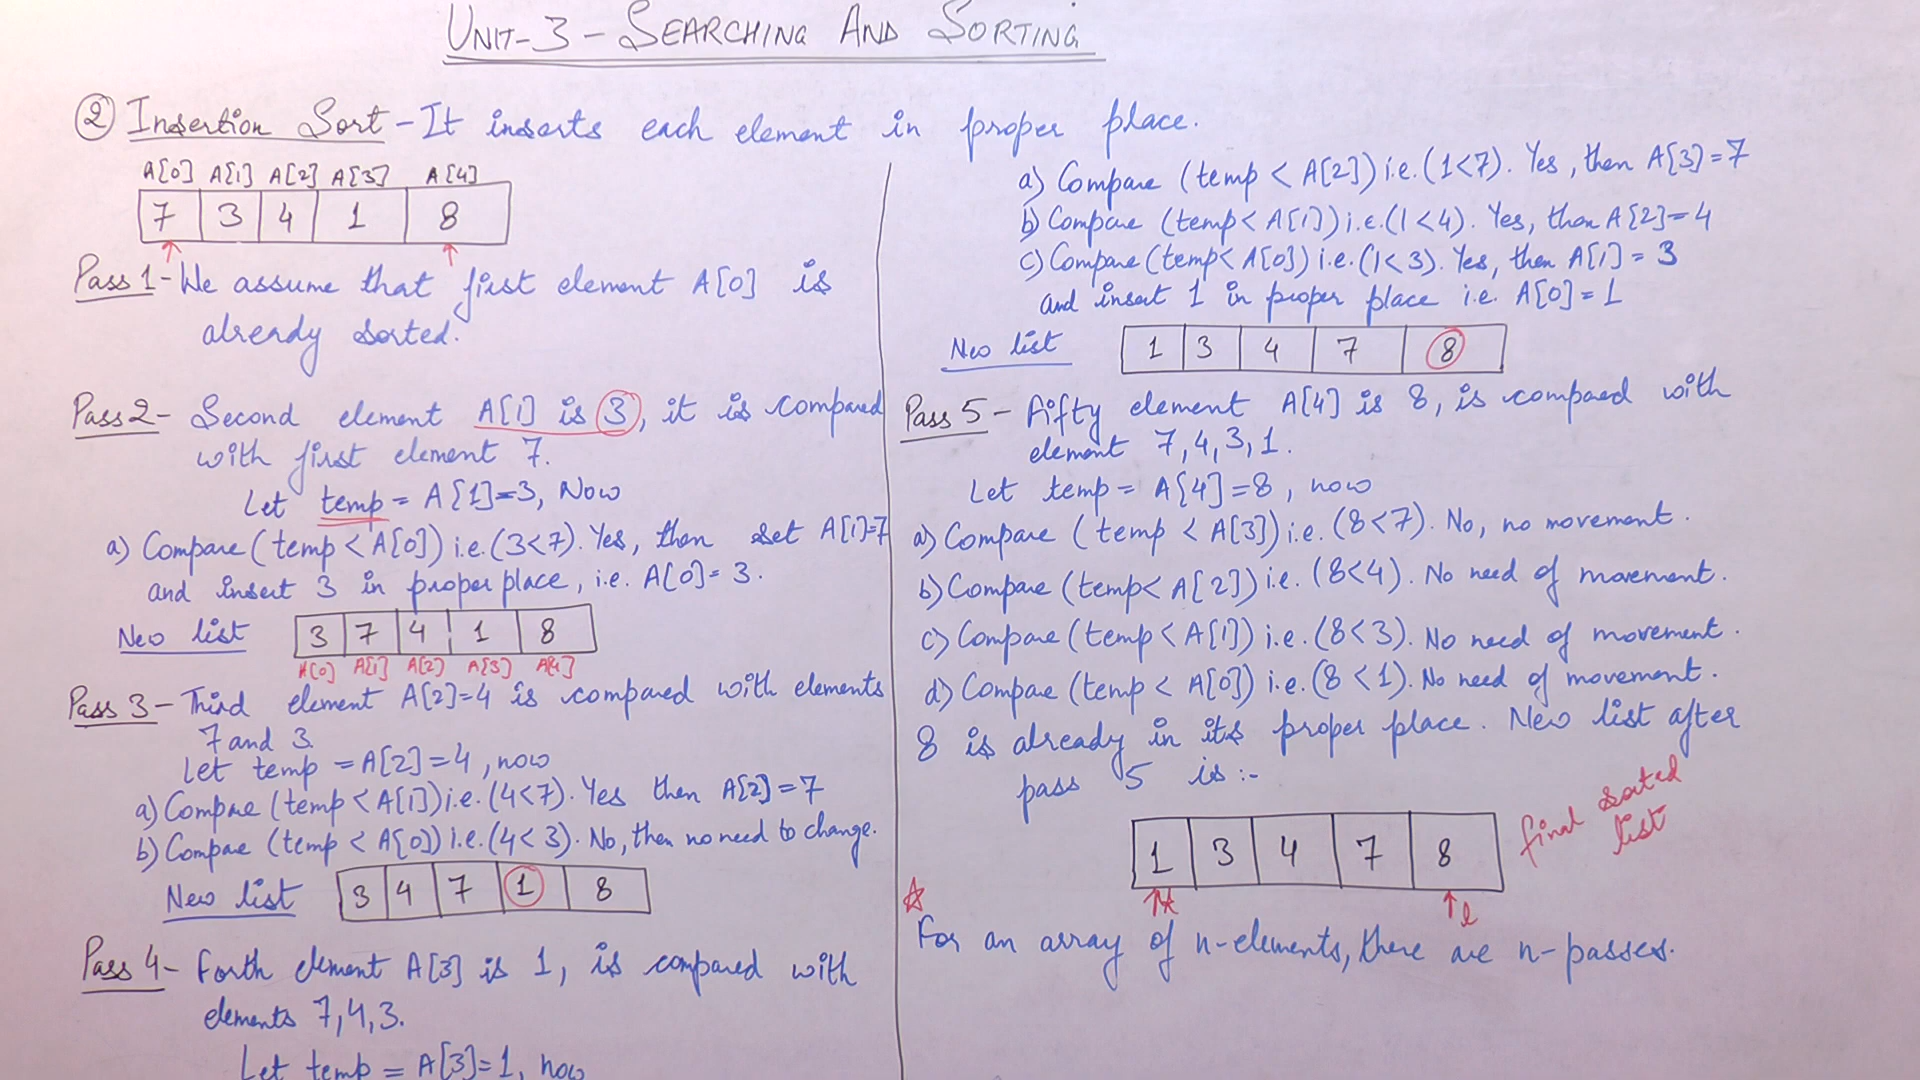 UNIT-3-SEARCHING AND SORTING
② Insertion Sort - It inserts each element in proper place.
A[0] A[1] A[2] A[3] A[4]
7 3 4 1 8
Pass 1 - We assume that first element A[0] is
already sorted.
Pass 2 - Second element A[1] is 3, it is compared
with first element 7.
Let temp = A[1]=3, Now
a) Compare (temp < A[0]) i.e. (3<7). Yes, then set A[1]=7
and insert 3 in proper place, i.e. A[0]=3.
New list 3 7 4 1 8
A[0] A[1] A[2] A[3] A[4]
Pass 3 - Third element A[2]=4 is compared with elements
7 and 3.
Let temp = A[2]=4, now
a) Compare (temp < A[1]) i.e. (4<7). Yes then A[2]=7
b) Compare (temp < A[0]) i.e. (4<3). No, then no need to change.
New list 3 4 7 1 8
Pass 4 - Forth element A[3] is 1, is compared with
elements 7,4,3.
Let temp = A[3]=1, now
a) Compare (temp < A[2]) i.e. (1<7). Yes, then A[3]=7
b) Compare (temp < A[1]) i.e. (1<4). Yes, then A[2]=4
c) Compare (temp < A[0]) i.e. (1<3). Yes, then A[1]=3
and insert 1 in proper place i.e. A[0]=1
New list 1 3 4 7 8
Pass 5 - Fifty element A[4] is 8, is compared with
element 7,4,3,1.
Let temp = A[4]=8, now
a) Compare (temp < A[3]) i.e. (8<7). No, no movement.
b) Compare (temp < A[2]) i.e. (8<4). No need of movement.
c) Compare (temp < A[1]) i.e. (8<3). No need of movement.
d) Compare (temp < A[0]) i.e. (8<1). No need of movement.
8 is already in its proper place. New list after
pass 5 is :-
1 3 4 7 8
final sorted
list
For an array of n-elements, there are n-passes.